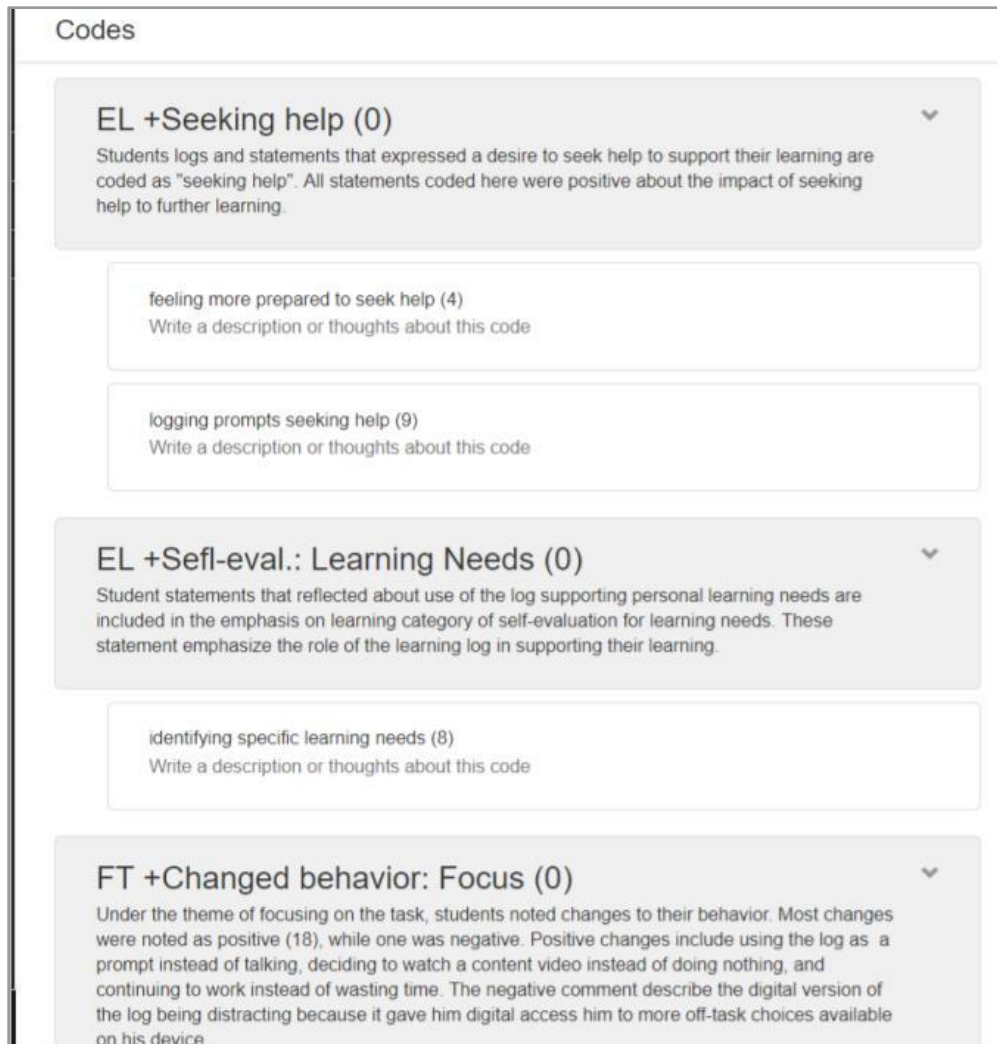 Codes
EL +Seeking help (0)
Students logs and statements that expressed a desire to seek help to support their learning are
coded as "seeking help". All statements coded here were positive about the impact of seeking
help to further learning.
feeling more prepared to seek help (4)
Write a description or thoughts about this code
logging prompts seeking help (9)
Write a description or thoughts about this code
EL +Sefl-eval.: Learning Needs (0)
Student statements that reflected about use of the log supporting personal learning needs are
included in the emphasis on learning category of self-evaluation for learning needs. These
statement emphasize the role of the learning log in supporting their learning.
identifying specific learning needs (8)
Write a description or thoughts about this code
FT +Changed behavior: Focus (0)
Under the theme of focusing on the task, students noted changes to their behavior. Most changes
were noted as positive (18), while one was negative. Positive changes include using the log as a
prompt instead of talking, deciding to watch a content video instead of doing nothing, and
continuing to work instead of wasting time. The negative comment describe the digital version of
the log being distracting because it gave him digital access him to more off-task choices available
on his device